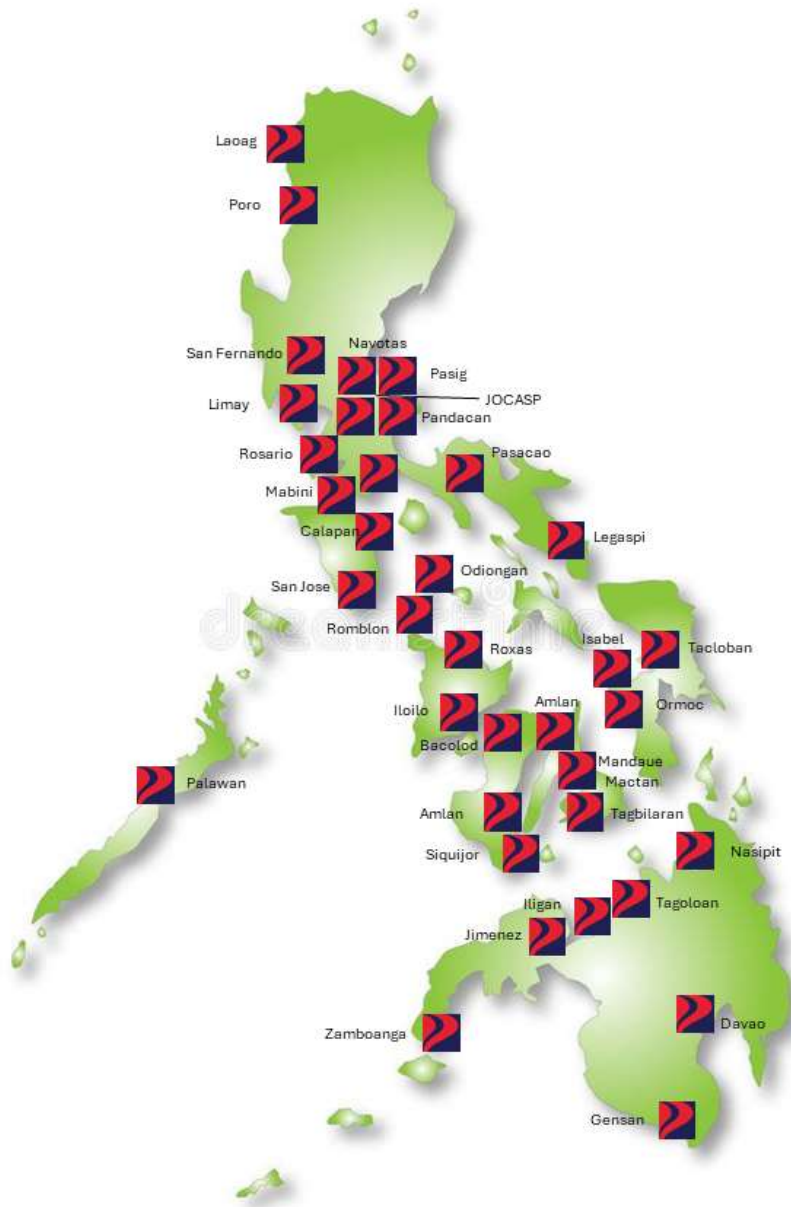 Laoag
Poro
San Fernando
Navotas
Pasig
Limay
JOCASP
Pandacan
Rosario
Pasacao
Mabini
Calapan
Legaspi
Odiongan
San Jose
dreamstime
Romblon
Isabel
Tacloban
Roxas
Iloilo
Amlan
Ormoc
Bacolod
Mandaue
Mactan
Palawan
Amlan
Tagbilaran
Siquijor
Nasipit
Iligan
Tagoloan
Jimenez
Davao
Zamboanga
Gensan